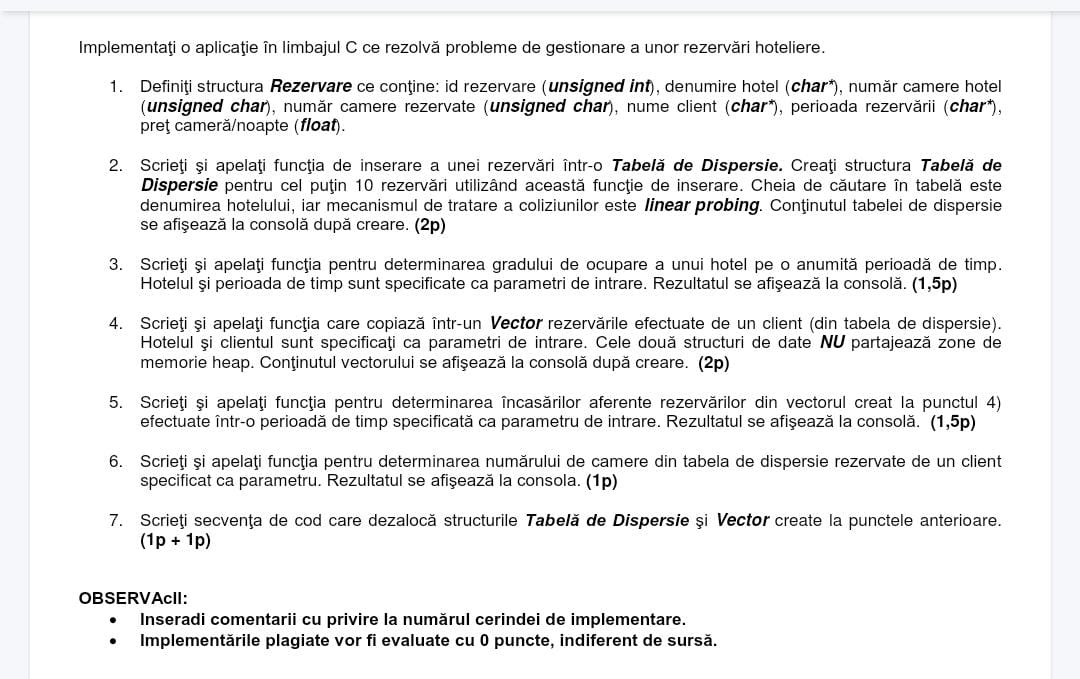 Implementaţi o aplicaţie în limbajul C ce rezolvă probleme de gestionare a unor rezervări hoteliere.
1. Definiţi structura Rezervare ce conţine: id rezervare (unsigned int), denumire hotel (char*), număr camere hotel
(unsigned char), număr camere rezervate (unsigned char), nume client (char*), perioada rezervării (char*),
preţ cameră/noapte (float).
2. Scrieţi şi apelaţi funcţia de inserare a unei rezervări într-o Tabelă de Dispersie. Creaţi structura Tabelă de
Dispersie pentru cel puţin 10 rezervări utilizând această funcţie de inserare. Cheia de căutare în tabelă este
denumirea hotelului, iar mecanismul de tratare a coliziunilor este linear probing. Conţinutul tabelei de dispersie
se afişează la consolă după creare. (2p)
3. Scrieţi şi apelaţi funcţia pentru determinarea gradului de ocupare a unui hotel pe o anumită perioadă de timp.
Hotelul şi perioada de timp sunt specificate ca parametri de intrare. Rezultatul se afişează la consolă. (1,5p)
4. Scrieţi şi apelaţi funcţia care copiază într-un Vector rezervările efectuate de un client (din tabela de dispersie).
Hotelul şi clientul sunt specificaţi ca parametri de intrare. Cele două structuri de date NU partajează zone de
memorie heap. Conţinutul vectorului se afişează la consolă după creare. (2p)
5. Scrieţi şi apelaţi funcţia pentru determinarea încasărilor aferente rezervărilor din vectorul creat la punctul 4)
efectuate într-o perioadă de timp specificată ca parametru de intrare. Rezultatul se afişează la consolă. (1,5p)
6. Scrieţi şi apelaţi funcţia pentru determinarea numărului de camere din tabela de dispersie rezervate de un client
specificat ca parametru. Rezultatul se afişează la consola. (1p)
7. Scrieţi secvenţa de cod care dezalocă structurile Tabelă de Dispersie şi Vector create la punctele anterioare.
(1p + 1p)
OBSERVAcII:
• Inseradi comentarii cu privire la numărul cerindei de implementare.
• Implementările plagiate vor fi evaluate cu 0 puncte, indiferent de sursă.